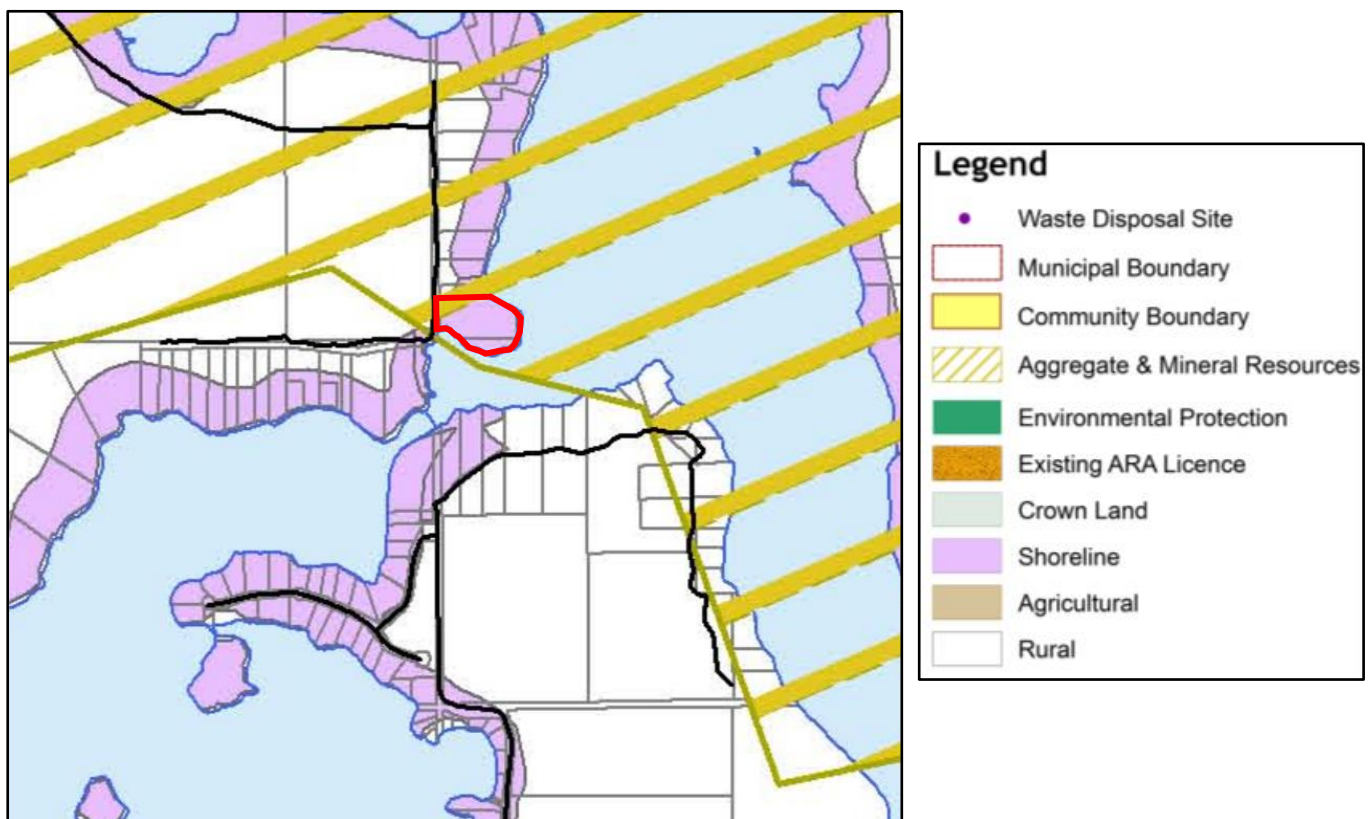 Legend
Waste Disposal Site
Municipal Boundary
Community Boundary
Aggregate & Mineral Resources
Environmental Protection
Existing ARA Licence
Crown Land
Shoreline
Agricultural
Rural